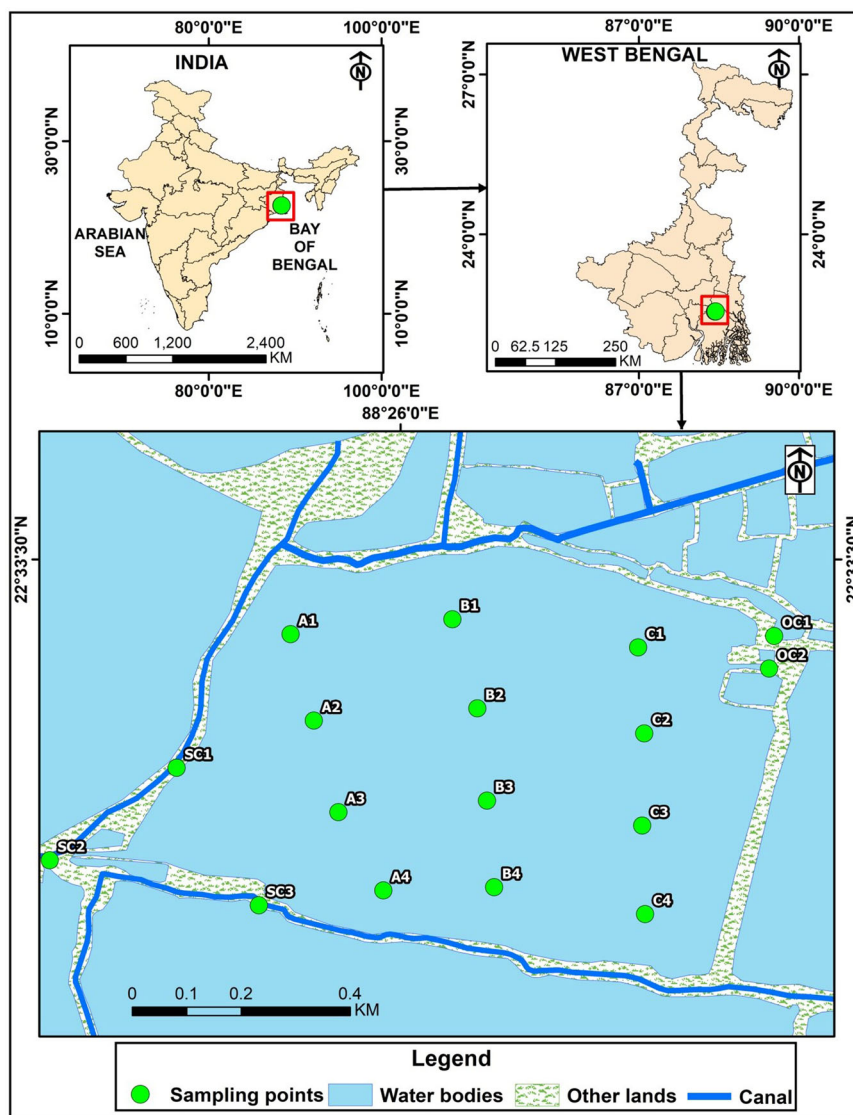 80°0'0"E
100°0'0"E
INDIA
N
30°0'0"N
30°0'0"N
ARABIAN
SEA
BAY
OF
BENGAL
10°0'0"N
10°0'0"N
0 600 1,200 2,400
KM
80°0'0"E
100°0'0"E
87°0'0"E
90°0'0"E
WEST BENGAL
N
27°0'0"N
27°0'0"N
24°0'0"N
24°0'0"N
0 62.5 125 250
KM
87°0'0"E
90°0'0"E
88°26'0"E
N
22°33'30"N
22°33'30"N
A1
B1
C1
OC1
OC2
A2
B2
C2
SC1
A3
B3
C3
SC2
A4
B4
SC3
C4
0 0.1 0.2 0.4
KM
Legend
Sampling points Water bodies Other lands Canal